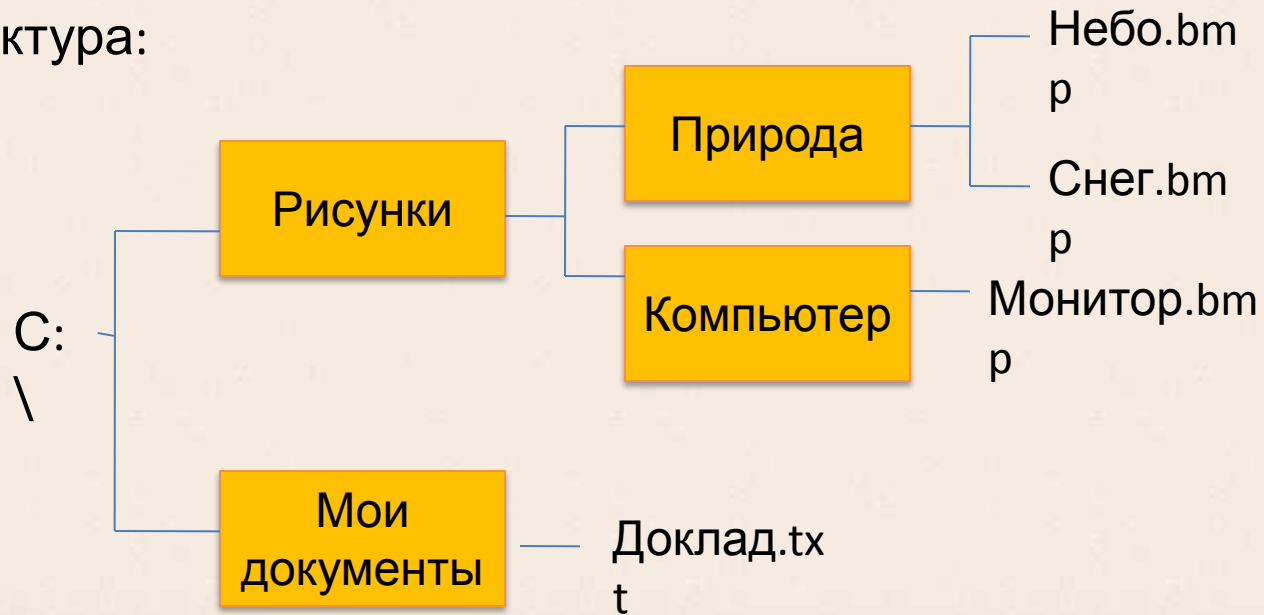 ктура:
Небо.bm
p
Природа
Снег.bm
p
Рисунки
Компьютер
Монитор.bm
p
С:
\
Мои
документы
Доклад.tx
t